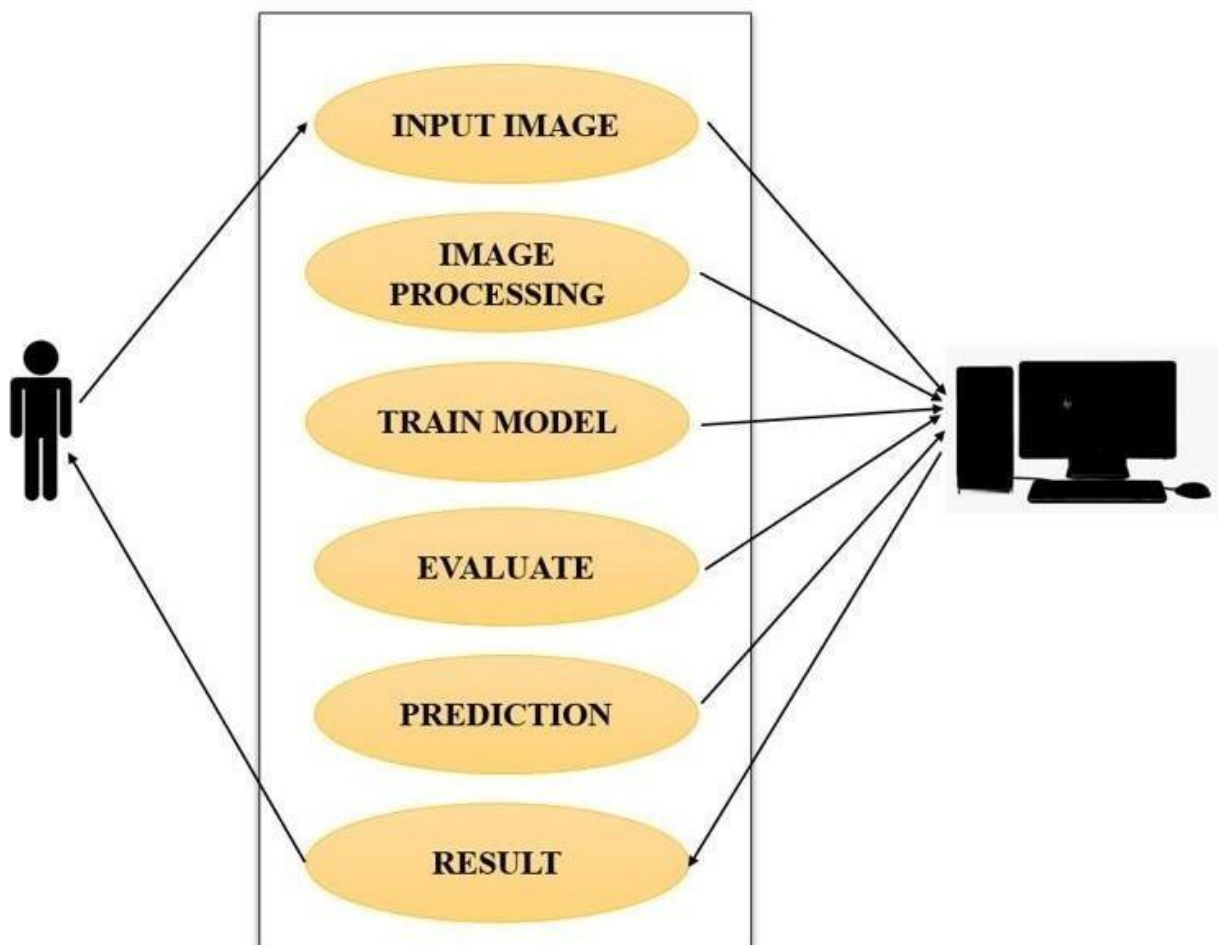 INPUT IMAGE
IMAGE
PROCESSING
TRAIN MODEL
EVALUATE
PREDICTION
RESULT